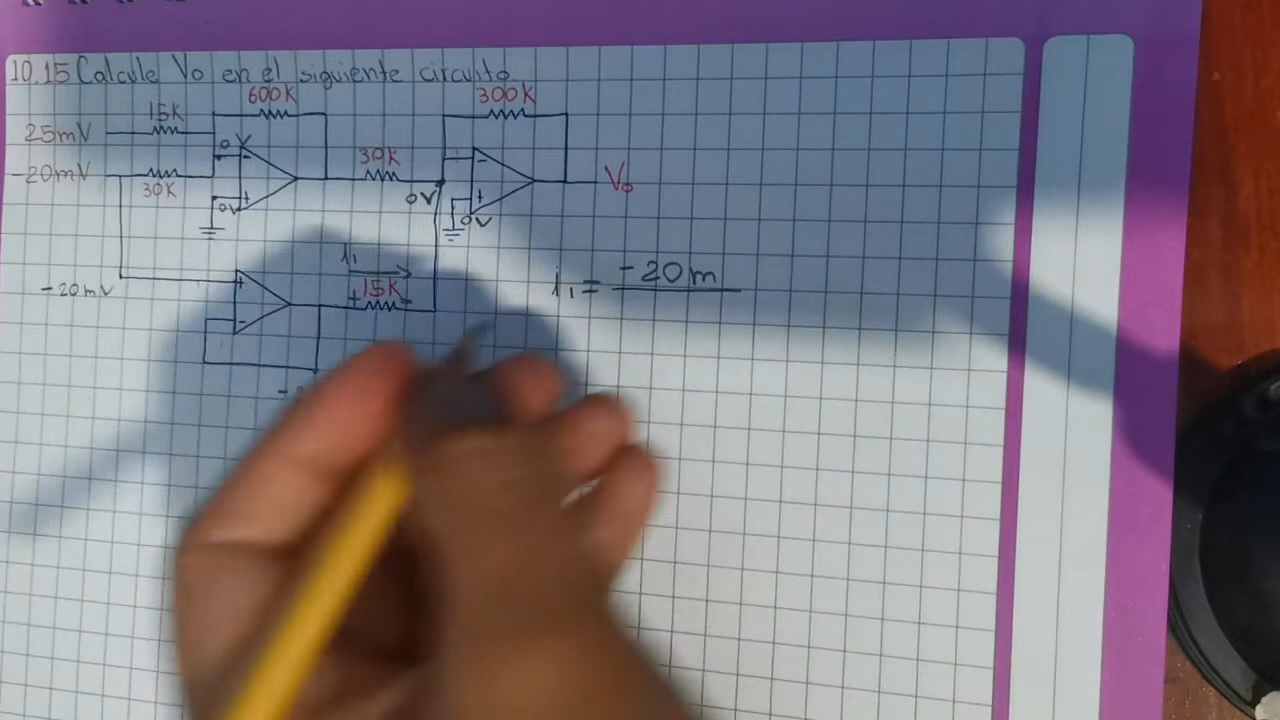 10.15 Calcule Vo en el siguiente circuito
600K
300K
15K
25mV
0V
30K
-20mV
30K
0V
Vo
0V
0V
i₁
-20mV
15K
i₁ = -20m